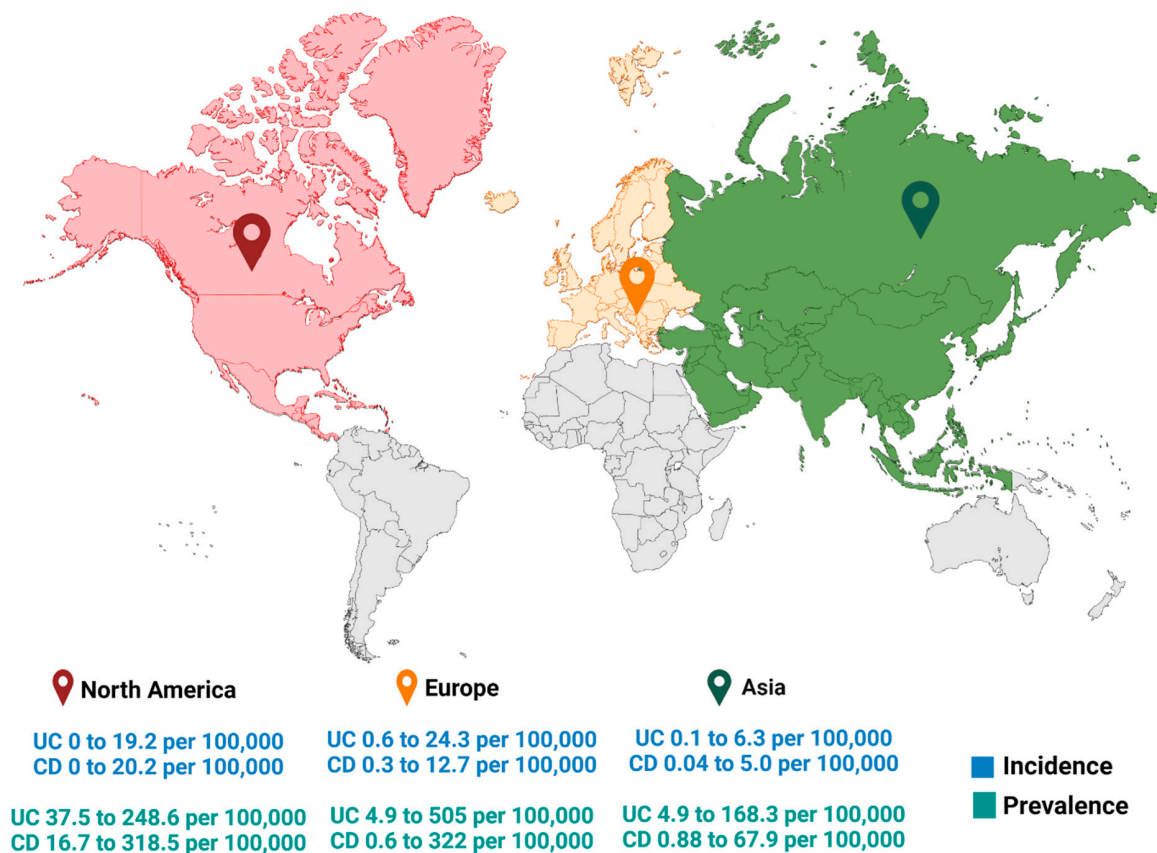 North America
UC 0 to 19.2 per 100,000
CD 0 to 20.2 per 100,000
UC 37.5 to 248.6 per 100,000
CD 16.7 to 318.5 per 100,000
Europe
UC 0.6 to 24.3 per 100,000
CD 0.3 to 12.7 per 100,000
UC 4.9 to 505 per 100,000
CD 0.6 to 322 per 100,000
Asia
UC 0.1 to 6.3 per 100,000
CD 0.04 to 5.0 per 100,000
UC 4.9 to 168.3 per 100,000
CD 0.88 to 67.9 per 100,000
Incidence
Prevalence